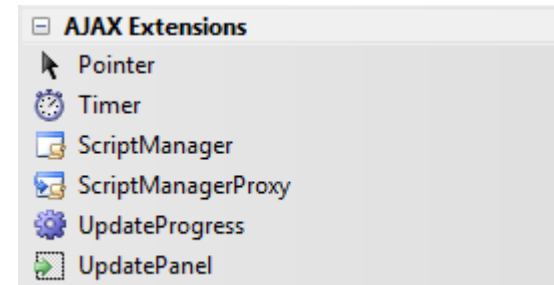 AJAX Extensions
Pointer
Timer
ScriptManager
ScriptManagerProxy
UpdateProgress
UpdatePanel